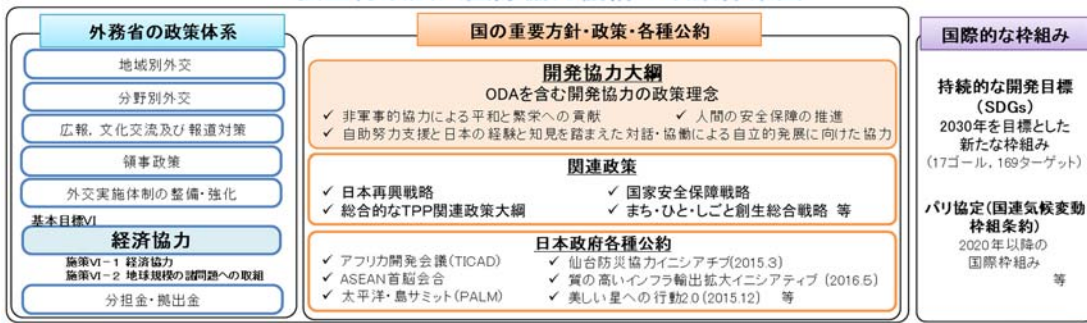 外務省の政策体系
地域別外交
分野別外交
広報，文化交流及び報道対策
領事政策
外交実施体制の整備・強化
基本目標Ⅵ
経済協力
施策Ⅵ－1 経済協力
施策Ⅵ－2 地球規模の諸問題への取組
分担金・拠出金
国の重要方針・政策・各種公約
開発協力大綱
ODAを含む開発協力の政策理念
✓ 非軍事的協力による平和と繁栄への貢献 ✓ 人間の安全保障の推進
✓ 自助努力支援と日本の経験と知見を踏まえた対話・協働による自立的発展に向けた協力
関連政策
✓ 日本再興戦略 ✓ 国家安全保障戦略
✓ 総合的なTPP関連政策大綱 ✓ まち・ひと・しごと創生総合戦略 等
日本政府各種公約
✓ アフリカ開発会議(TICAD) ✓ 仙台防災協力イニシアチブ(2015.3)
✓ ASEAN首脳会合 ✓ 質の高いインフラ輸出拡大イニシアティブ (2016.5)
✓ 太平洋・島サミット(PALM) ✓ 美しい星への行動2.0(2015.12) 等
国際的な枠組み
持続的な開発目標
(SDGs)
2030年を目標とした
新たな枠組み
(17ゴール，169ターゲット)
パリ協定(国連気候変動
枠組条約)
2020年以降の
国際枠組み
等